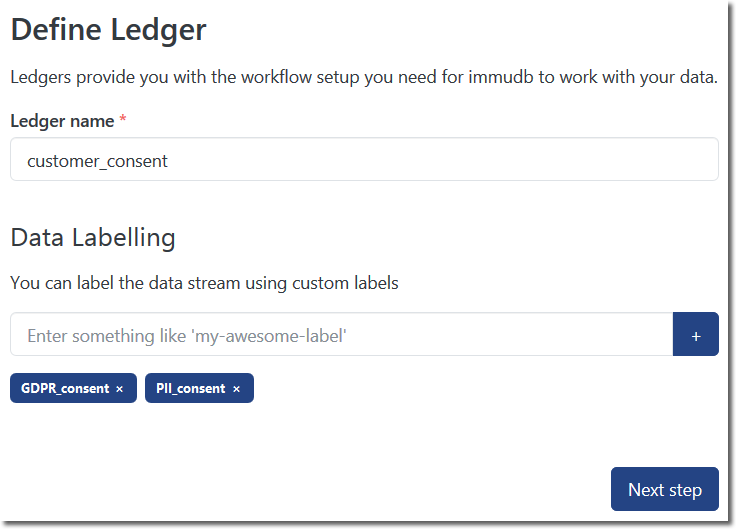 Define Ledger
Ledgers provide you with the workflow setup you need for immudb to work with your data.
Ledger name *
customer_consent
Data Labelling
You can label the data stream using custom labels
Enter something like 'my-awesome-label'
+
GDPR_consent × PII_consent ×
Next step